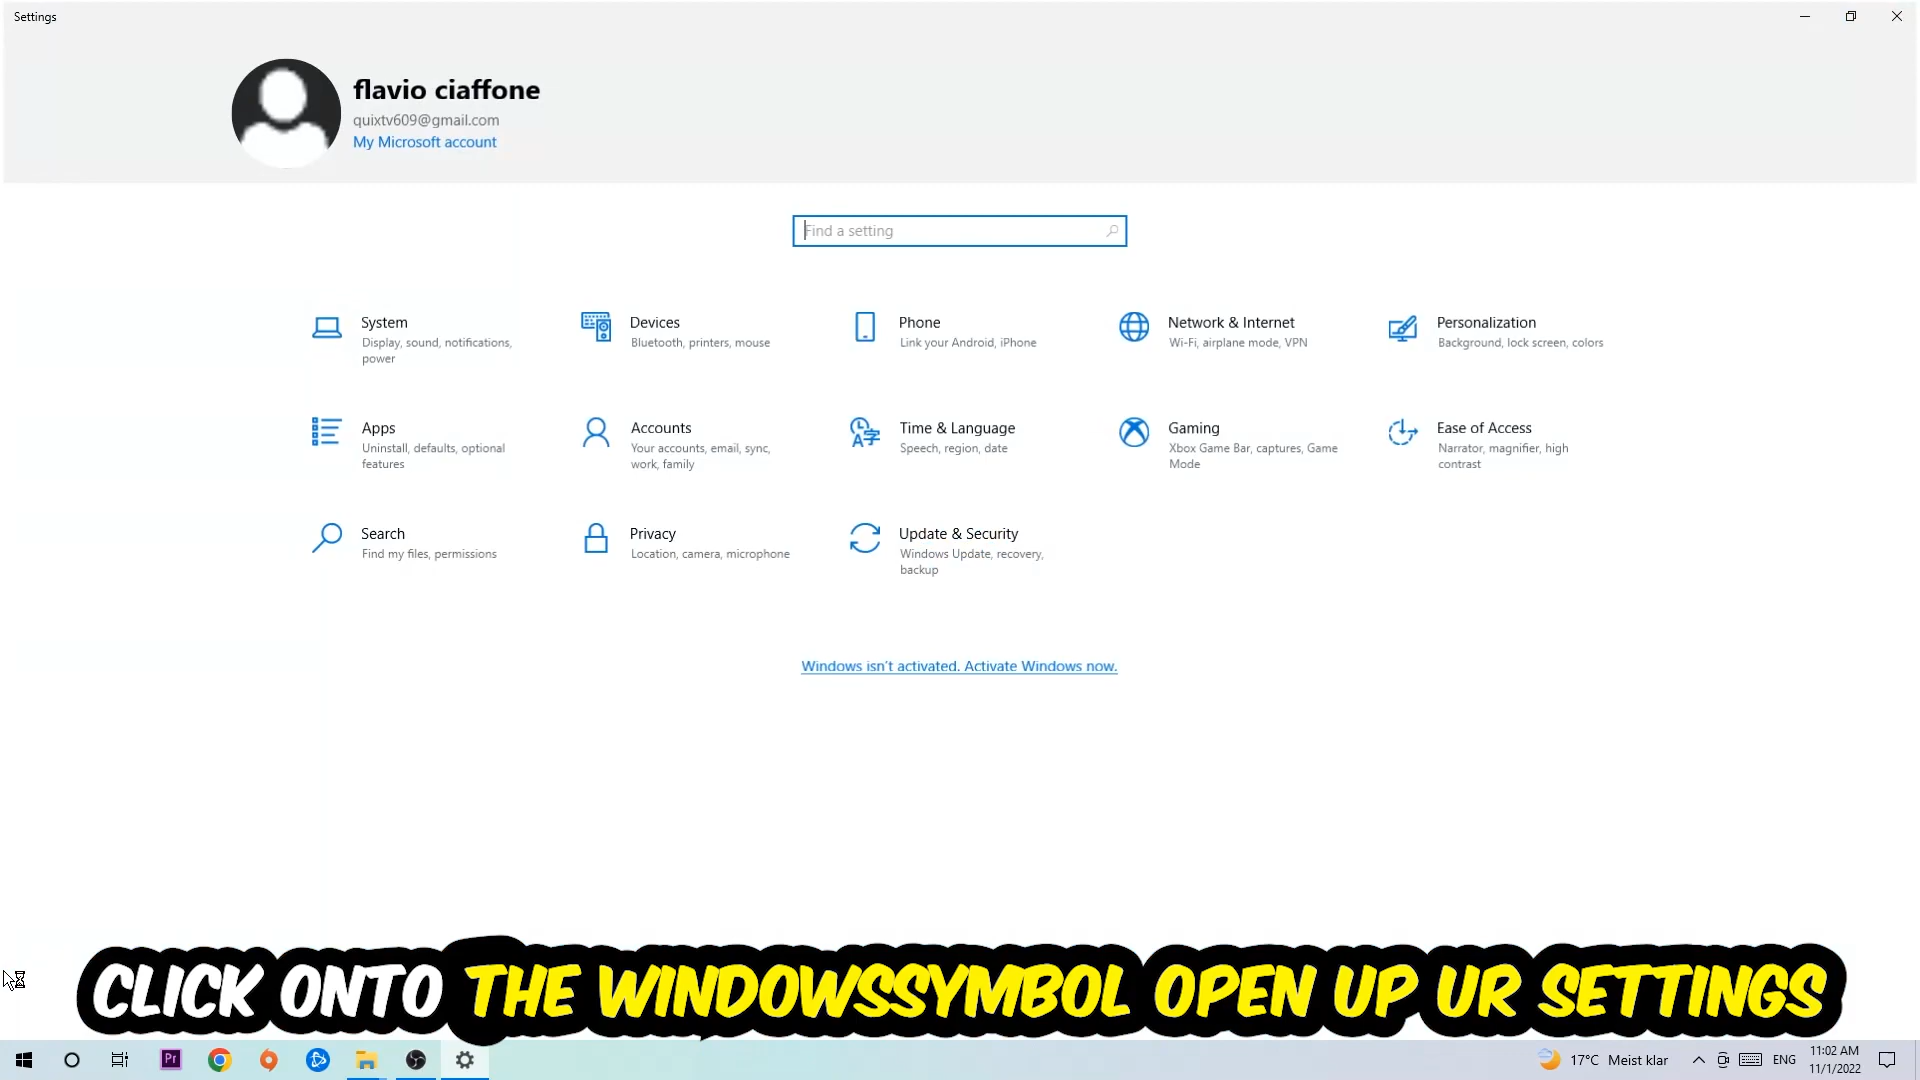 Settings
flavio ciaffone
quixtv609@gmail.com
My Microsoft account
Find a setting
System
Display, sound, notifications,
power
Devices
Bluetooth, printers, mouse
Phone
Link your Android, iPhone
Network & Internet
Wi-Fi, airplane mode, VPN
Personalization
Background, lock screen, colors
Apps
Uninstall, defaults, optional
features
Accounts
Your accounts, email, sync,
work, family
Time & Language
Speech, region, date
Gaming
Xbox Game Bar, captures, Game
Mode
Ease of Access
Narrator, magnifier, high
contrast
Search
Find my files, permissions
Privacy
Location, camera, microphone
Update & Security
Windows Update, recovery,
backup
Windows isn't activated. Activate Windows now.
CLICK ONTO THE WINDOWSSYMBOL OPEN UP UR SETTINGS
Pr
17°C Meist klar
ENG
11:02 AM
11/1/2022